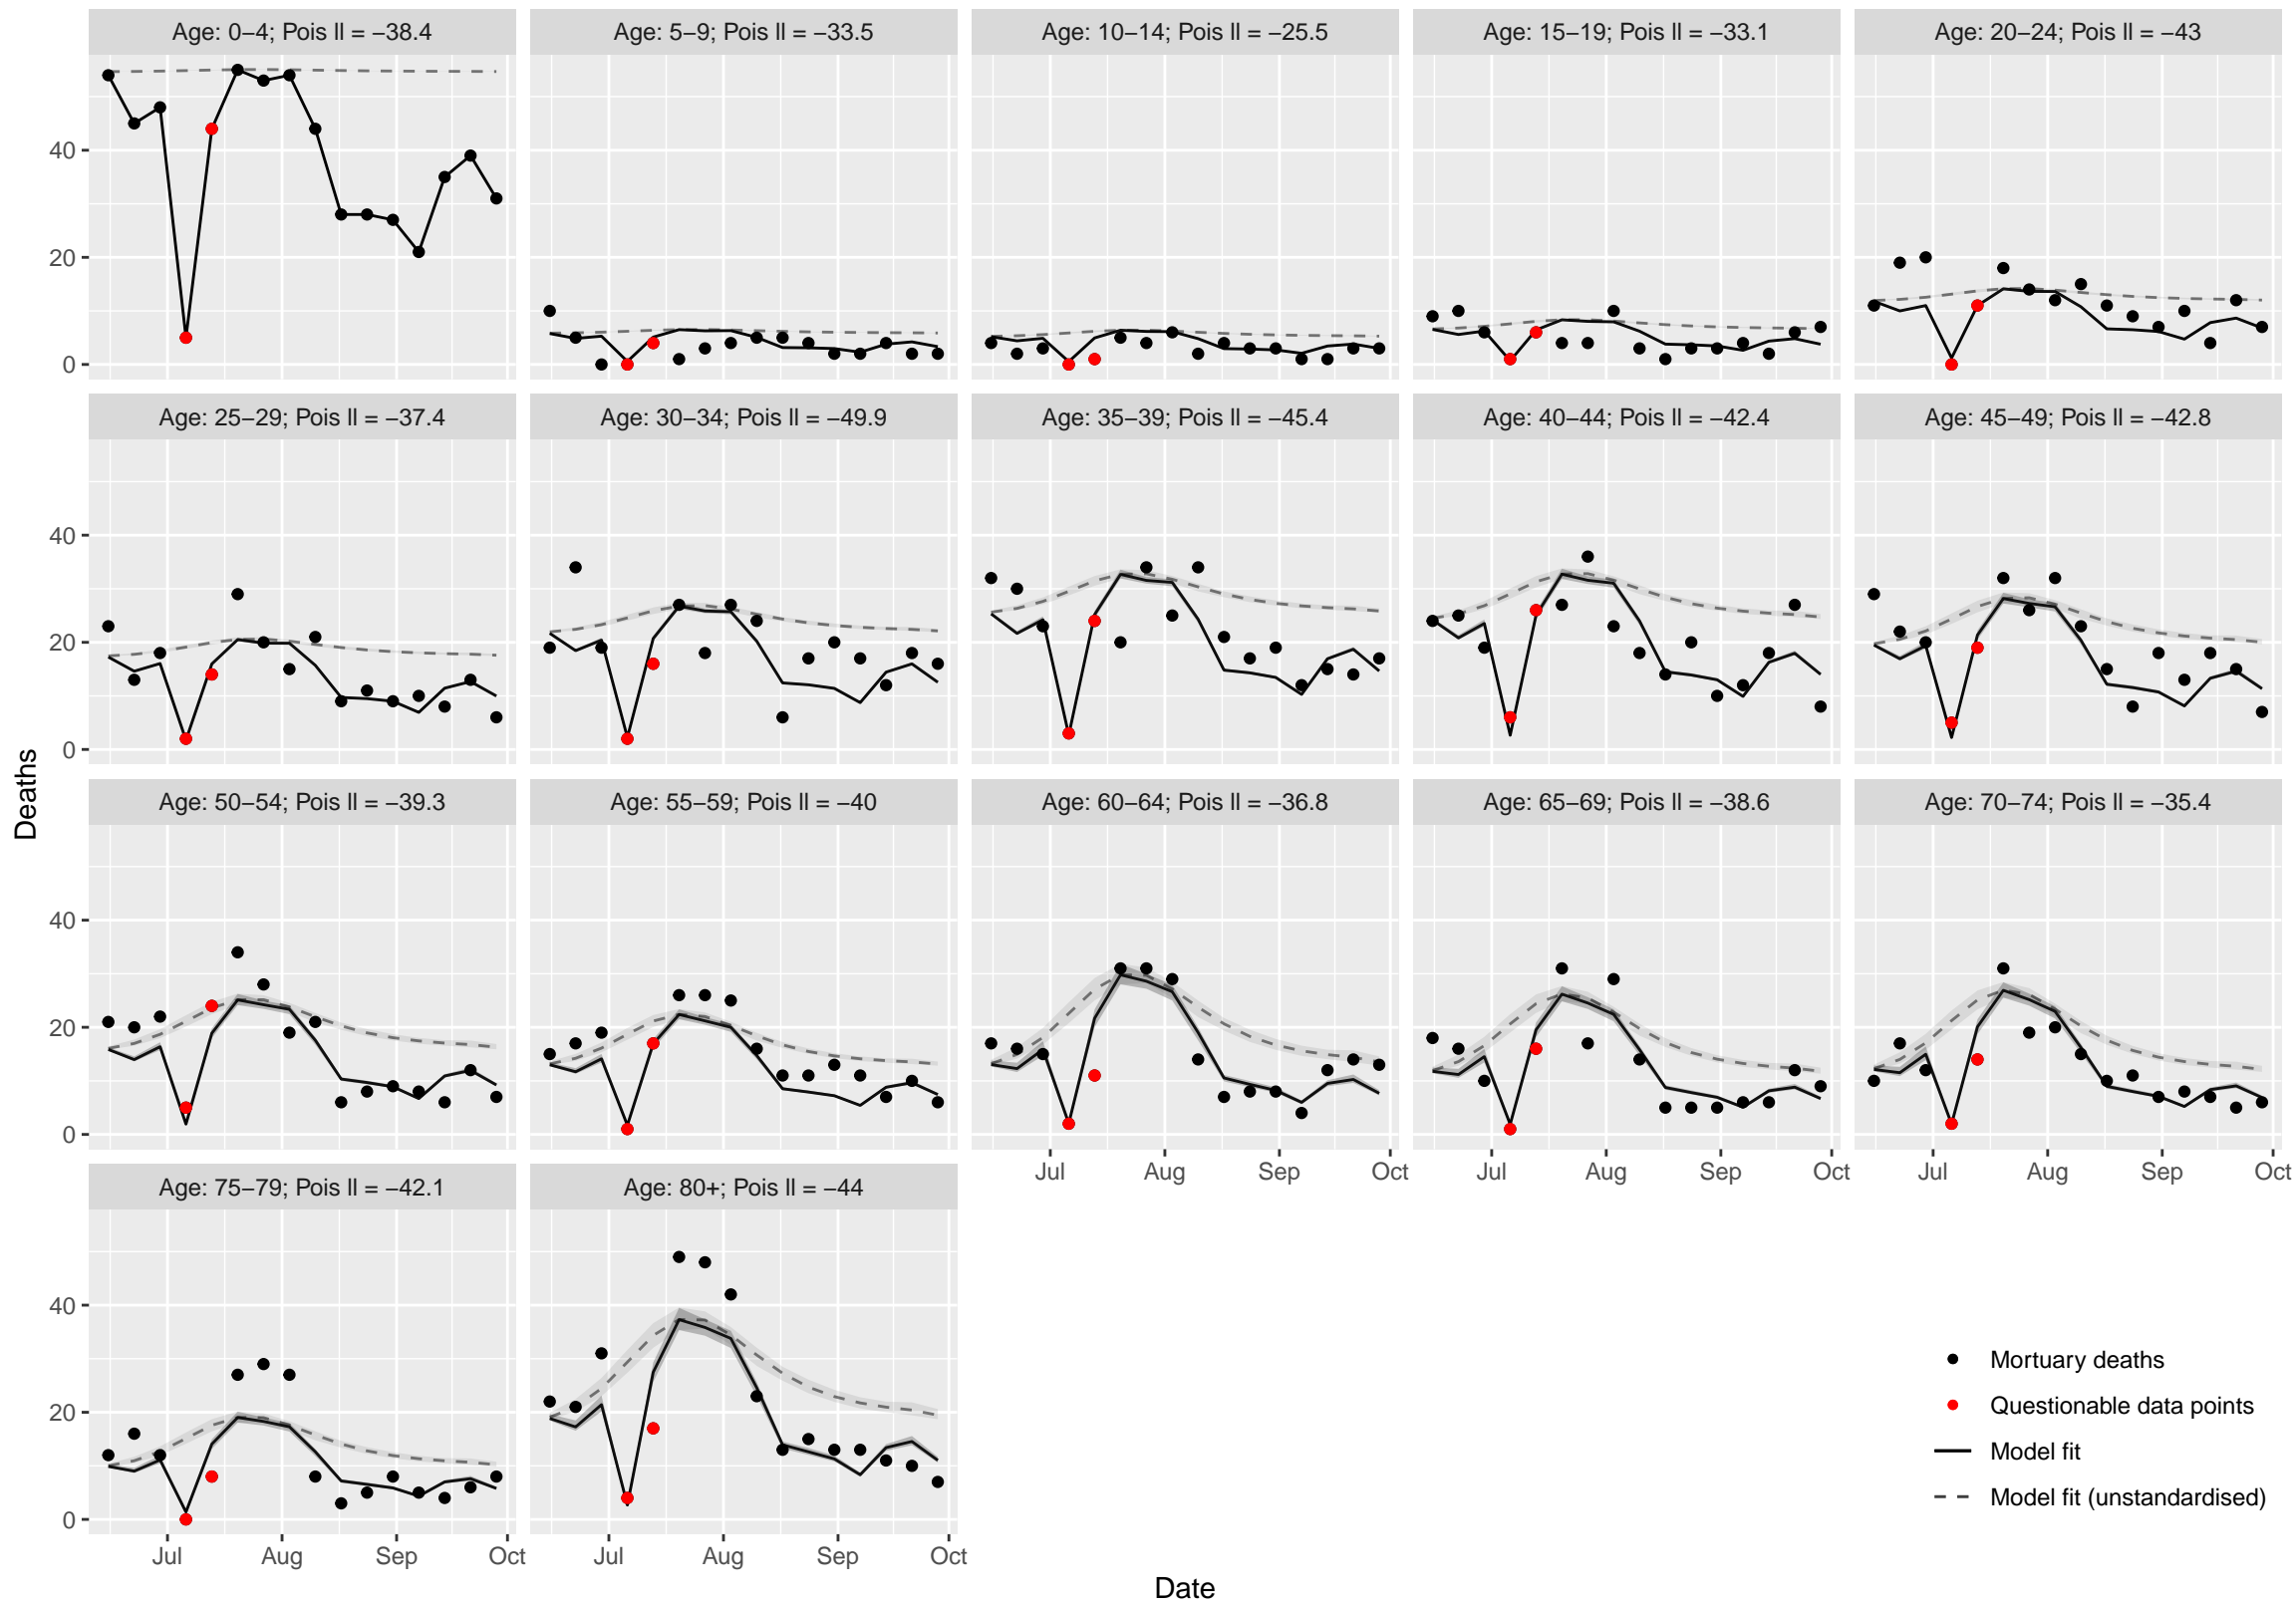 Age: 0−4; Pois ll = −38.4
Age: 5−9; Pois ll = −33.5
Age: 10−14; Pois ll = −25.5
Age: 15−19; Pois ll = −33.1
Age: 20−24; Pois ll = −43
40
20
0
Age: 25−29; Pois ll = −37.4
Age: 30−34; Pois ll = −49.9
Age: 35−39; Pois ll = −45.4
Age: 40−44; Pois ll = −42.4
Age: 45−49; Pois ll = −42.8
40
20
0
Deaths
Age: 50−54; Pois ll = −39.3
Age: 55−59; Pois ll = −40
Age: 60−64; Pois ll = −36.8
Age: 65−69; Pois ll = −38.6
Age: 70−74; Pois ll = −35.4
40
20
0
Jul Aug Sep Oct
Jul Aug Sep Oct
Jul Aug Sep Oct
Age: 75−79; Pois ll = −42.1
Age: 80+; Pois ll = −44
40
20
0
Jul Aug Sep Oct
Jul Aug Sep Oct
Mortuary deaths
Questionable data points
Model fit
Model fit (unstandardised)
Date